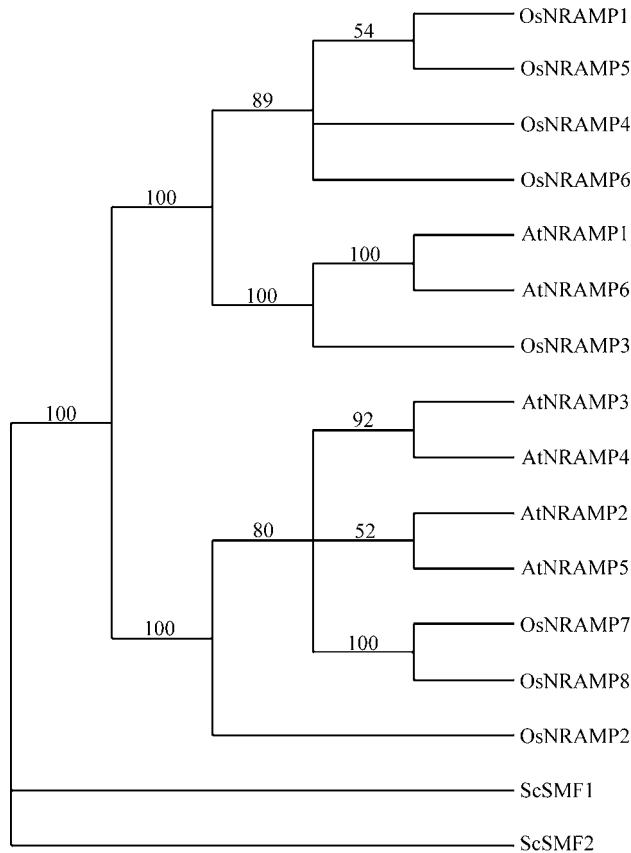 OsNRAMP1
54
OsNRAMP5
89
OsNRAMP4
OsNRAMP6
100
AtNRAMP1
100
AtNRAMP6
100
OsNRAMP3
AtNRAMP3
100
92
AtNRAMP4
AtNRAMP2
80
52
AtNRAMP5
OsNRAMP7
100
100
OsNRAMP8
OsNRAMP2
ScSMF1
ScSMF2